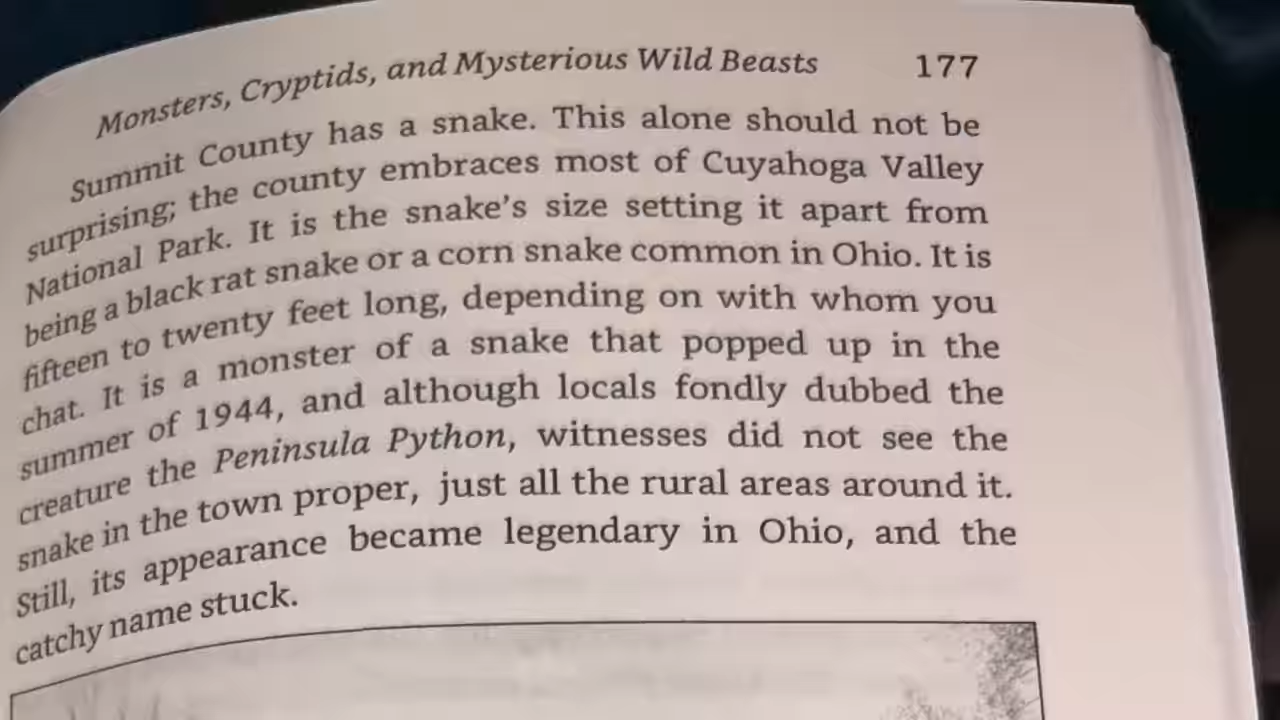 Monsters, Cryptids, and Mysterious Wild Beasts 177
Summit County has a snake. This alone should not be
surprising; the county embraces most of Cuyahoga Valley
National Park. It is the snake's size setting it apart from
being a black rat snake or a corn snake common in Ohio. It is
fifteen to twenty feet long, depending on with whom you
chat. It is a monster of a snake that popped up in the
summer of 1944, and although locals fondly dubbed the
creature the Peninsula Python, witnesses did not see the
snake in the town proper, just all the rural areas around it.
Still, its appearance became legendary in Ohio, and the
catchy name stuck.